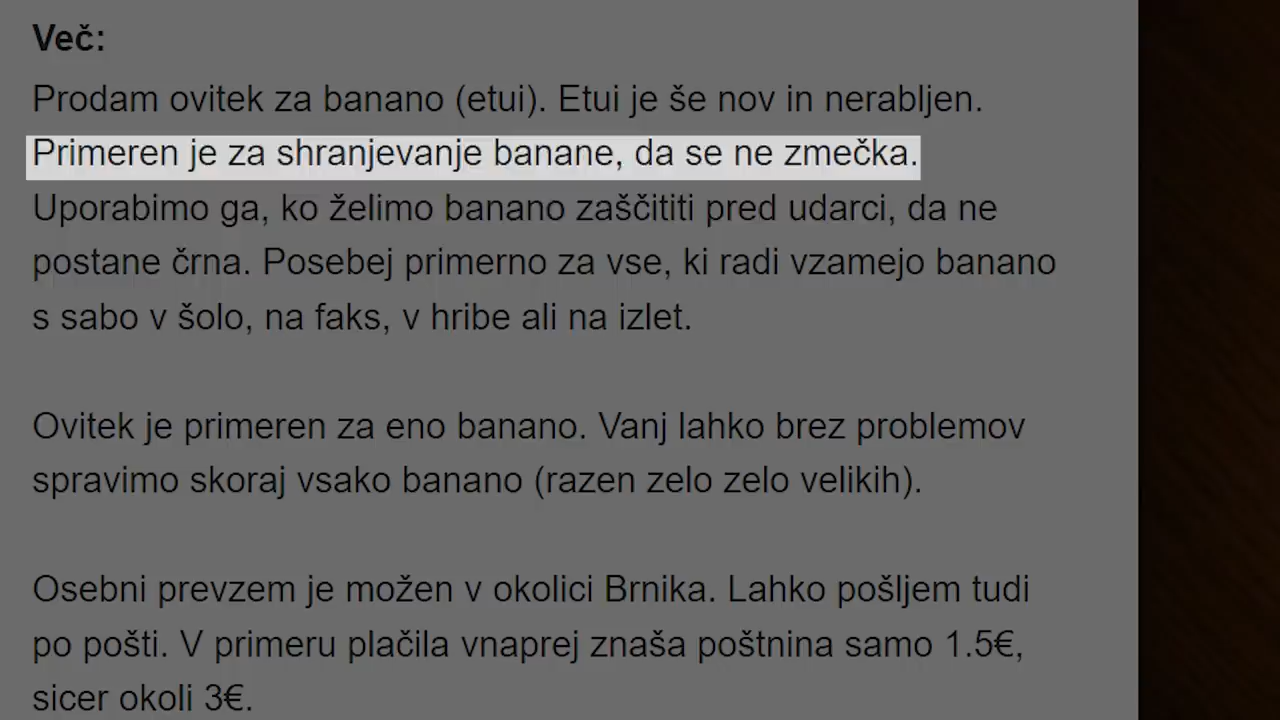 Več:
Prodam ovitek za banano (etui). Etui je še nov in nerabljen.
Primeren je za shranjevanje banane, da se ne zmečka.
Uporabimo ga, ko želimo banano zaščititi pred udarci, da ne
postane črna. Posebej primerno za vse, ki radi vzamejo banano
s sabo v šolo, na faks, v hribe ali na izlet.
Ovitek je primeren za eno banano. Vanj lahko brez problemov
spravimo skoraj vsako banano (razen zelo zelo velikih).
Osebni prevzem je možen v okolici Brnika. Lahko pošljem tudi
po pošti. V primeru plačila vnaprej znaša poštnina samo 1.5€,
sicer okoli 3€.